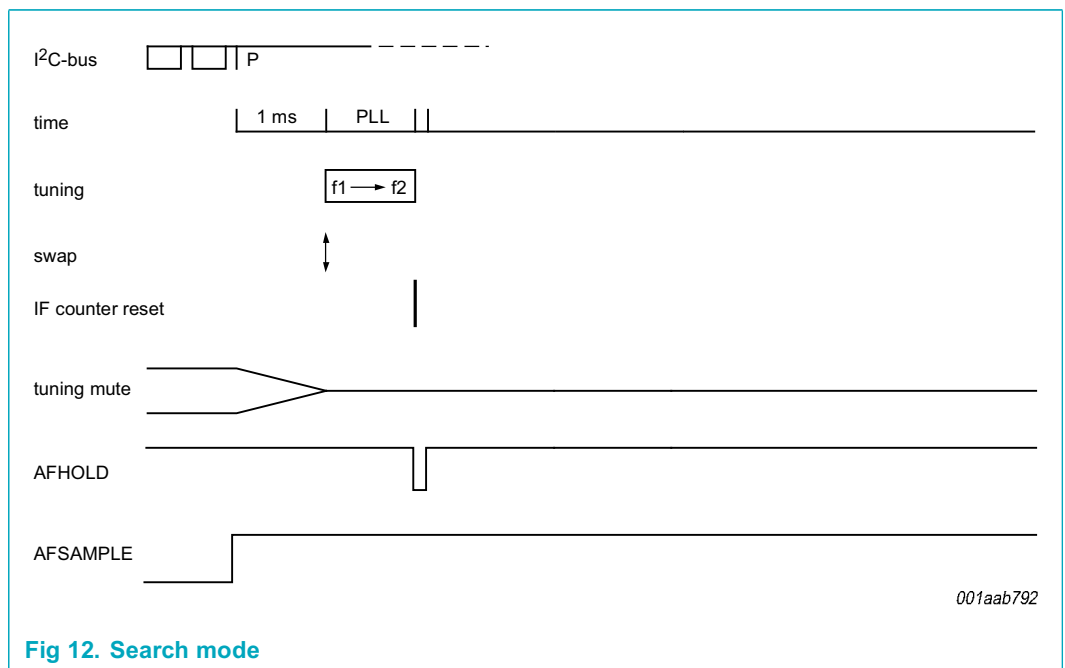 I²C-bus
P
time
1 ms
PLL
tuning
f1 → f2
swap
IF counter reset
tuning mute
AFHOLD
AFSAMPLE
001aab792
Fig 12. Search mode